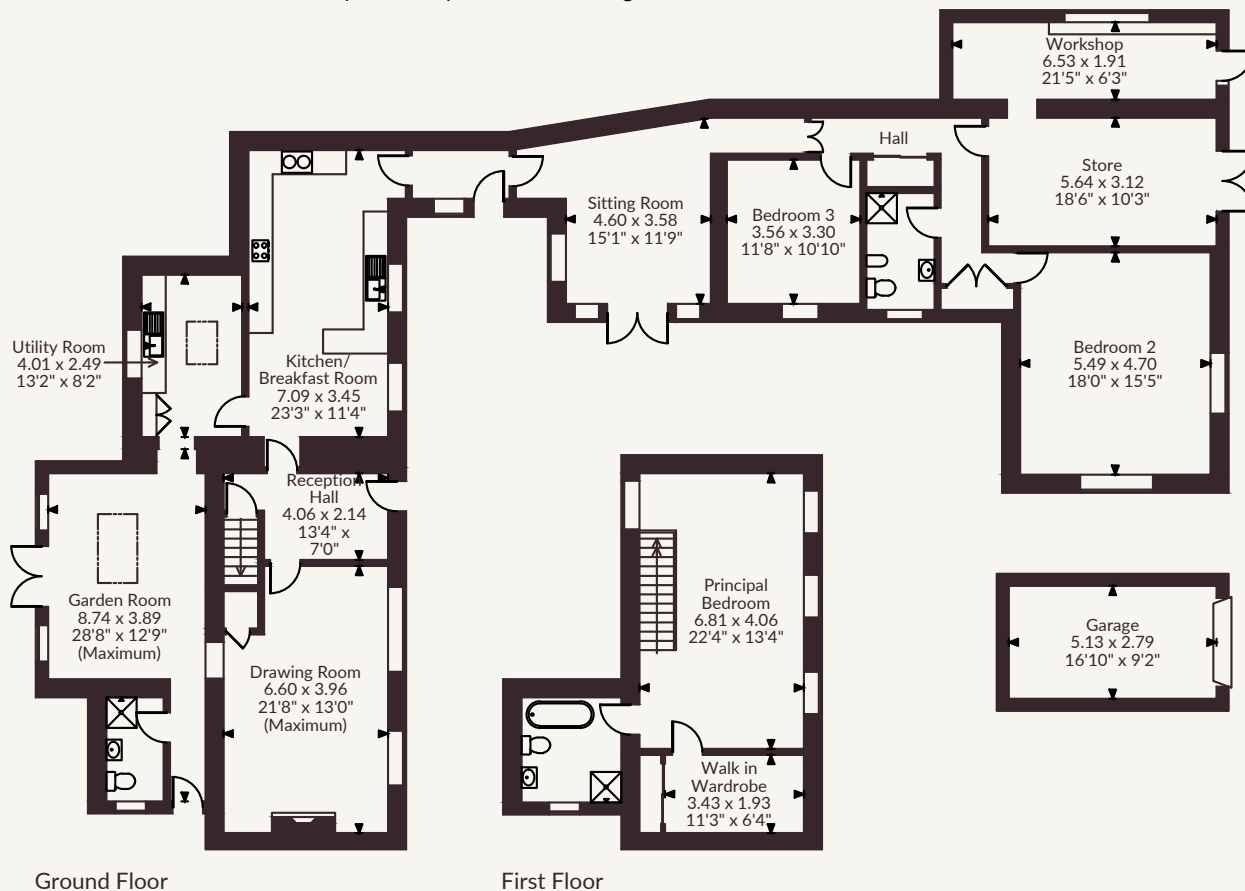 Workshop
6.53 x 1.91
21'5" x 6'3"
Hall
Store
5.64 x 3.12
18'6" x 10'3"
Sitting Room
4.60 x 3.58
15'1" x 11'9"
Bedroom 3
3.56 x 3.30
11'8" x 10'10"
Utility Room
4.01 x 2.49
13'2" x 8'2"
Kitchen/
Breakfast Room
7.09 x 3.45
23'3" x 11'4"
Bedroom 2
5.49 x 4.70
18'0" x 15'5"
Reception
Hall
4.06 x 2.14
13'4" x
7'0"
Garden Room
8.74 x 3.89
28'8" x 12'9"
(Maximum)
Principal
Bedroom
6.81 x 4.06
22'4" x 13'4"
Garage
5.13 x 2.79
16'10" x 9'2"
Drawing Room
6.60 x 3.96
21'8" x 13'0"
(Maximum)
Walk in
Wardrobe
3.43 x 1.93
11'3" x 6'4"
Ground Floor
First Floor